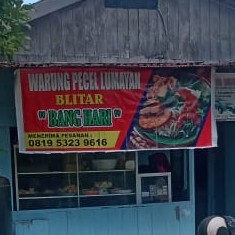 WARUNG PECEL LUMAYAN
BLITAR
" BANG HARI "
MENERIMA PESANAN :
0819 5323 9616